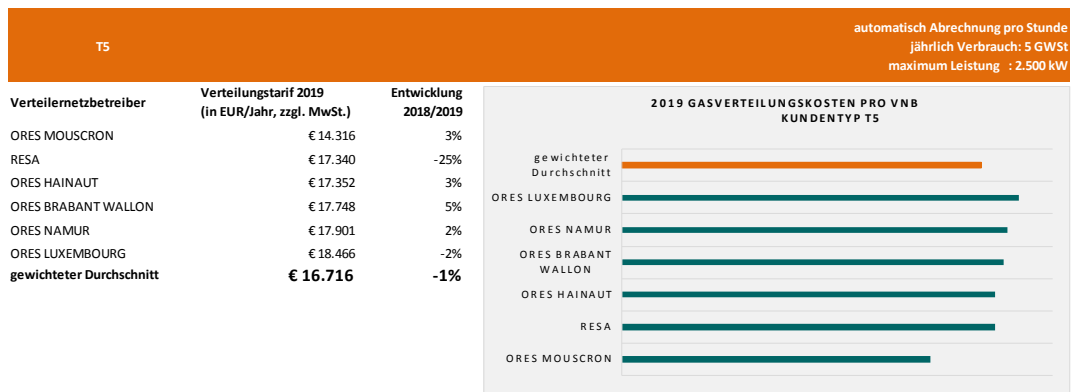 T5
automatisch Abrechnung pro Stunde
jährlich Verbrauch: 5 GWSt
maximum Leistung : 2.500 kW
Verteilernetzbetreiber
Verteilungstarif 2019
(in EUR/Jahr, zzgl. MwSt.)
Entwicklung
2018/2019
ORES MOUSCRON € 14.316 3%
RESA € 17.340 -25%
ORES HAINAUT € 17.352 3%
ORES BRABANT WALLON € 17.748 5%
ORES NAMUR € 17.901 2%
ORES LUXEMBOURG € 18.466 -2%
gewichteter Durchschnitt € 16.716 -1%
2019 GASVERTEILUNGSKOSTEN PRO VNB
KUNDENTYP T5
gewichteter
Durchschnitt
ORES LUXEMBOURG
ORES NAMUR
ORES BRABANT
WALLON
ORES HAINAUT
RESA
ORES MOUSCRON